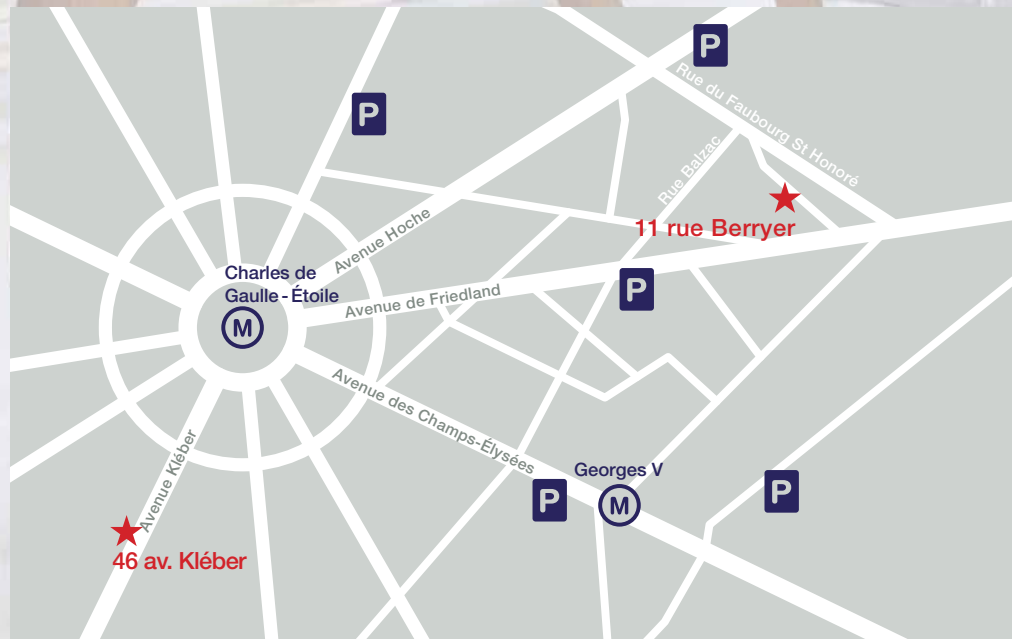 P
P
Rue du Faubourg St Honoré
Rue Balzac
11 rue Berryer
Avenue Hoche
Charles de
Gaulle - Étoile
M
Avenue de Friedland
P
Avenue des Champs-Élysées
Avenue Kléber
Georges V
P
M
P
46 av. Kléber